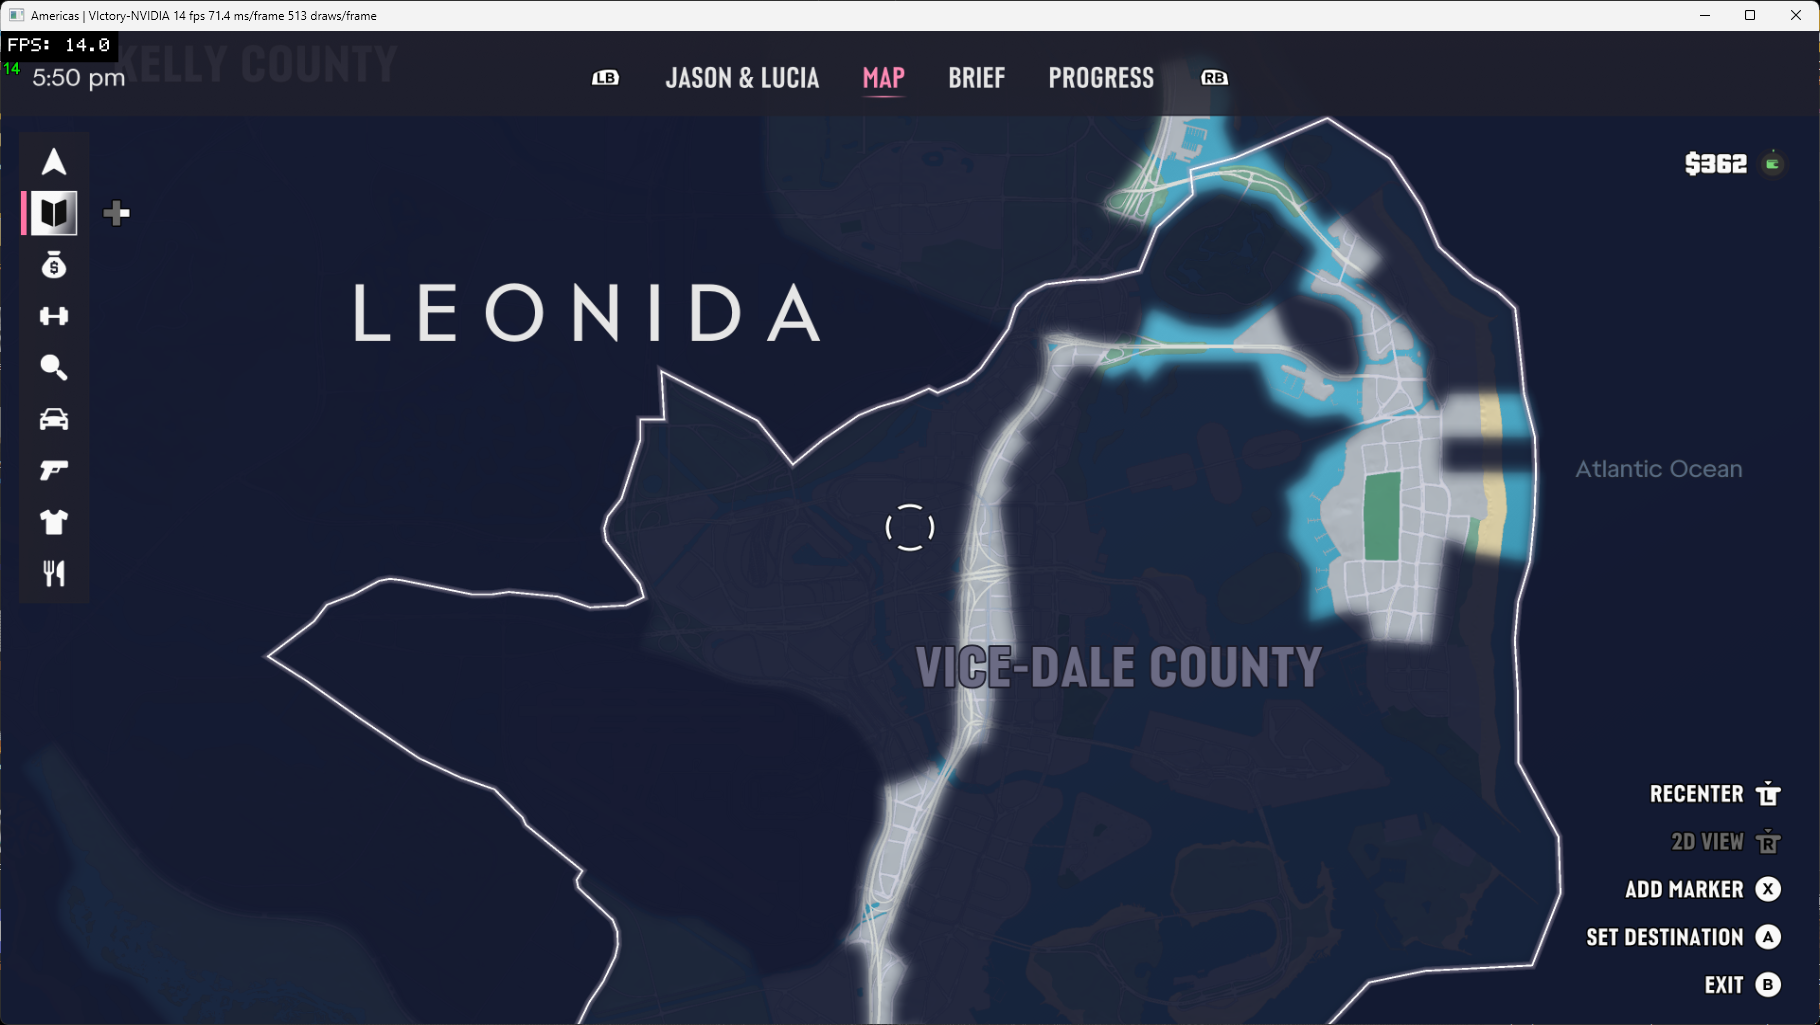 Americas | VIctory-NVIDIA 14 fps 71.4 ms/frame 513 draws/frame
FPS: 14.0
14
5:50 pm
KELLY COUNTY
LB
JASON & LUCIA
MAP
BRIEF
PROGRESS
RB
$362
LEONIDA
Atlantic Ocean
VICE-DALE COUNTY
RECENTER L
2D VIEW R
ADD MARKER X
SET DESTINATION A
EXIT B